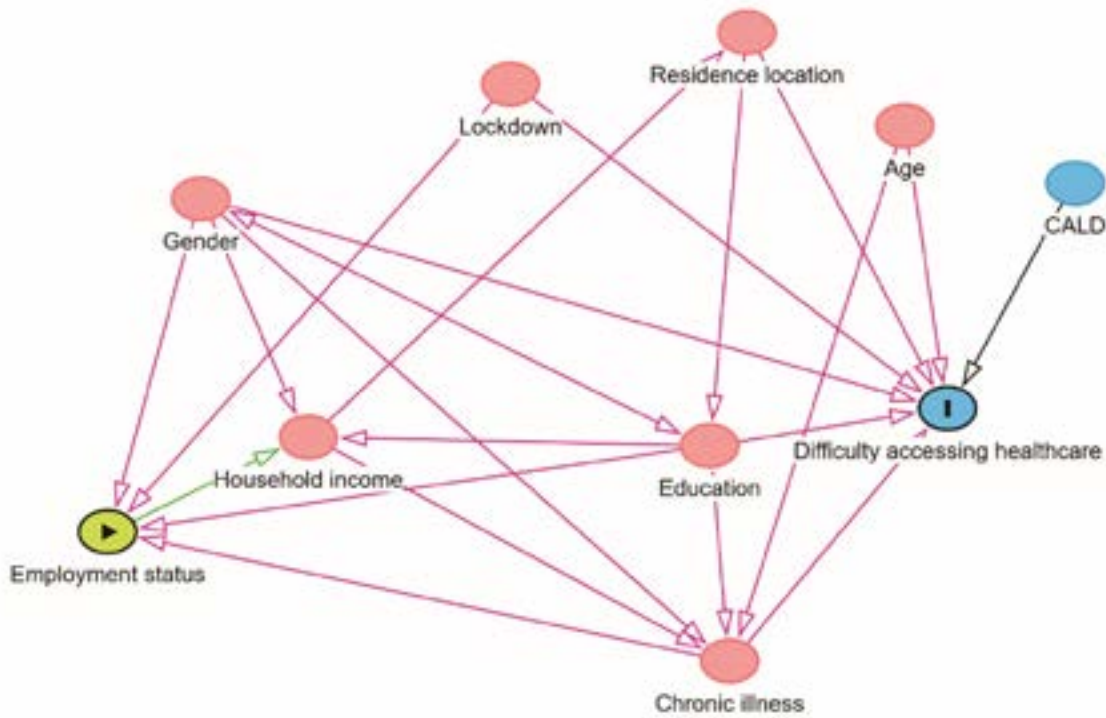 Residence location
Lockdown
Age
CALD
Gender
Difficulty accessing healthcare
Household income
Education
Employment status
Chronic illness